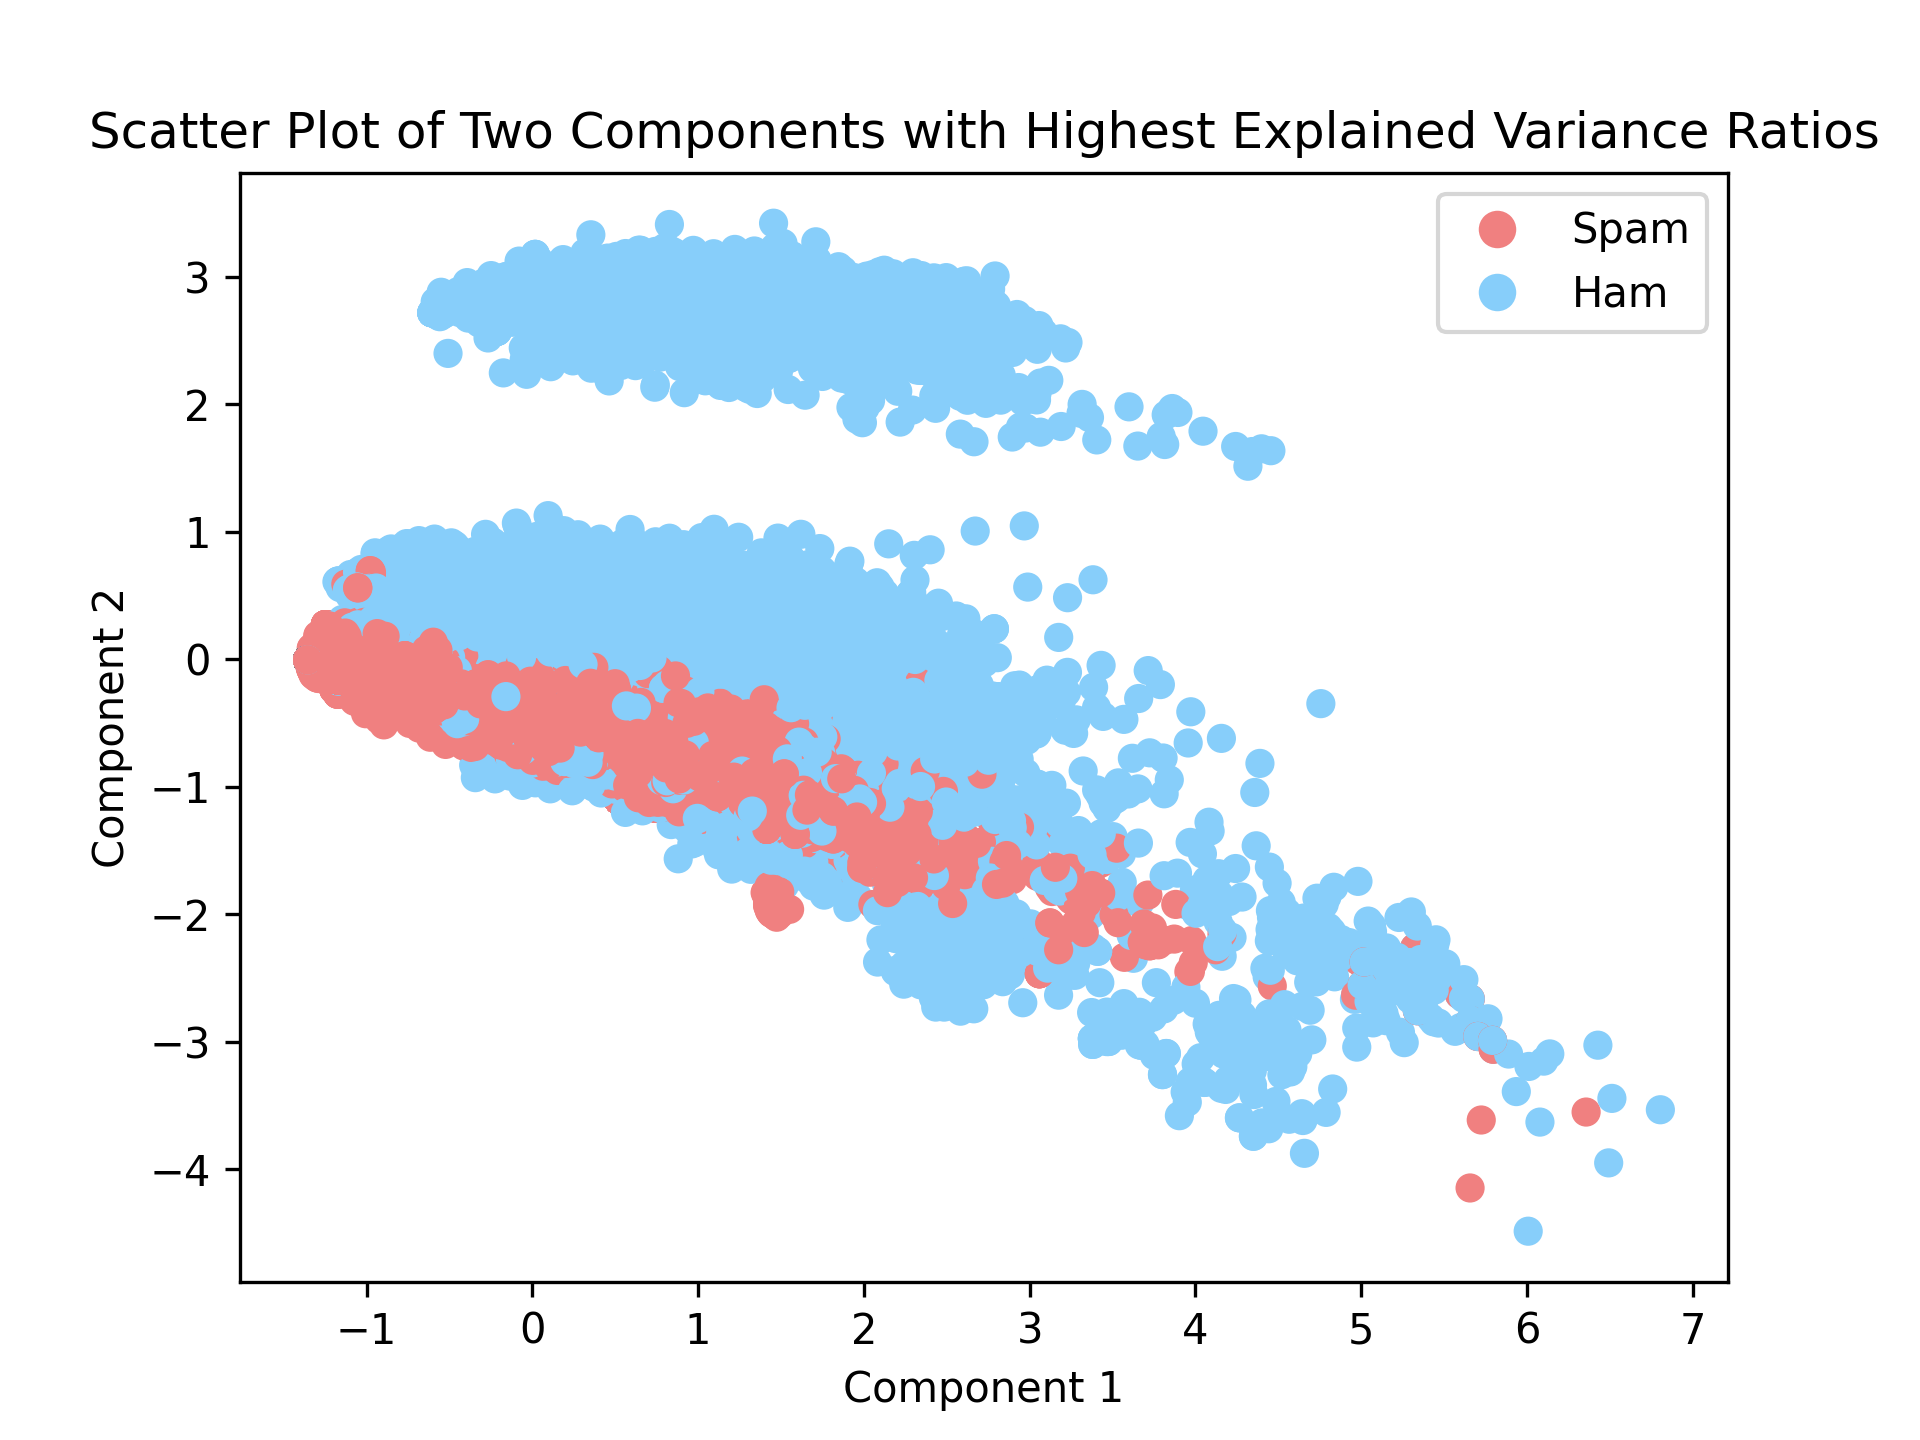 Scatter Plot of Two Components with Highest Explained Variance Ratios
Spam
Ham
3
2
1
0
−1
−2
−3
−4
Component 2
−1 0 1 2 3 4 5 6 7
Component 1